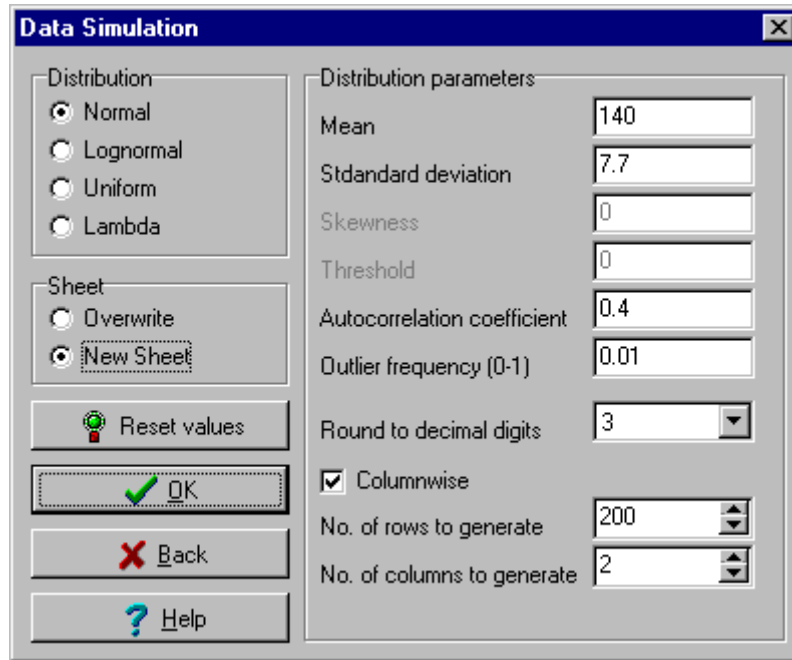 Data Simulation
Distribution
Normal
Lognormal
Uniform
Lambda
Sheet
Overwrite
New Sheet
Reset values
OK
Back
Help
Distribution parameters
Mean 140
Stdandard deviation 7.7
Skewness 0
Threshold 0
Autocorrelation coefficient 0.4
Outlier frequency (0-1) 0.01
Round to decimal digits 3
Columnwise
No. of rows to generate 200
No. of columns to generate 2